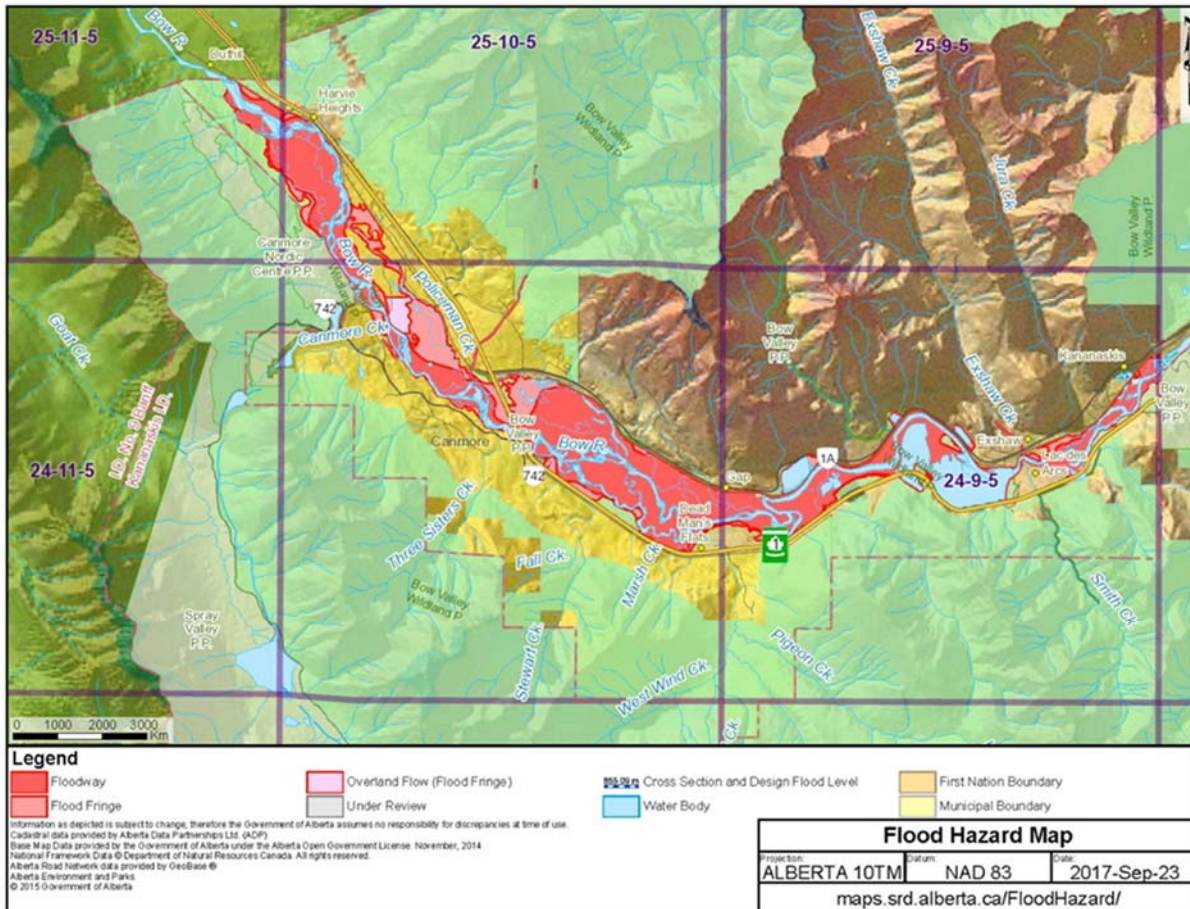 25-11-5
Bow R.
25-10-5
Exshaw Ck.
25-9-5
Duthil
Harvie
Heights
Bow Valley
Wildland P
Jura Ck.
Bow Valley
Wildland P
Canmore
Nordic
Centre P.P.
Bow R.
Policeman Ck.
742
Canmore Ck.
Goat Ck.
I.D. No. 9 Banff
Kananaskis I.D.
Bow
Valley
P.P.
Exshaw Ck.
Kananaskis
Bow
Valley P.P.
24-11-5
Canmore
Bow
Valley
P.P.
Bow R.
742
Gap
1A
Exshaw
Lac des
Arcs
24-9-5
Dead
Man's
Flats
1
Three Sisters Ck.
Fall Ck.
Marsh Ck.
Bow Valley
Wildland P
Smith Ck.
Spray
Valley
P.P.
Stewart Ck.
West Wind Ck.
Pigeon Ck.
Ck.
0 1000 2000 3000
Km
Legend
Floodway
Overland Flow (Flood Fringe)
Cross Section and Design Flood Level
First Nation Boundary
Flood Fringe
Under Review
Water Body
Municipal Boundary
Information as depicted is subject to change, therefore the Government of Alberta assumes no responsibility for discrepancies at time of use.
Cadastral data provided by Alberta Data Partnerships Ltd. (ADP)
Base Map Data provided by the Government of Alberta under the Alberta Open Government License. November, 2014
National Framework Data © Department of Natural Resources Canada. All rights reserved.
Alberta Road Network data provided by GeoBase ®
Alberta Environment and Parks
© 2015 Government of Alberta
Flood Hazard Map
Projection: ALBERTA 10TM
Datum: NAD 83
Date: 2017-Sep-23
maps.srd.alberta.ca/FloodHazard/